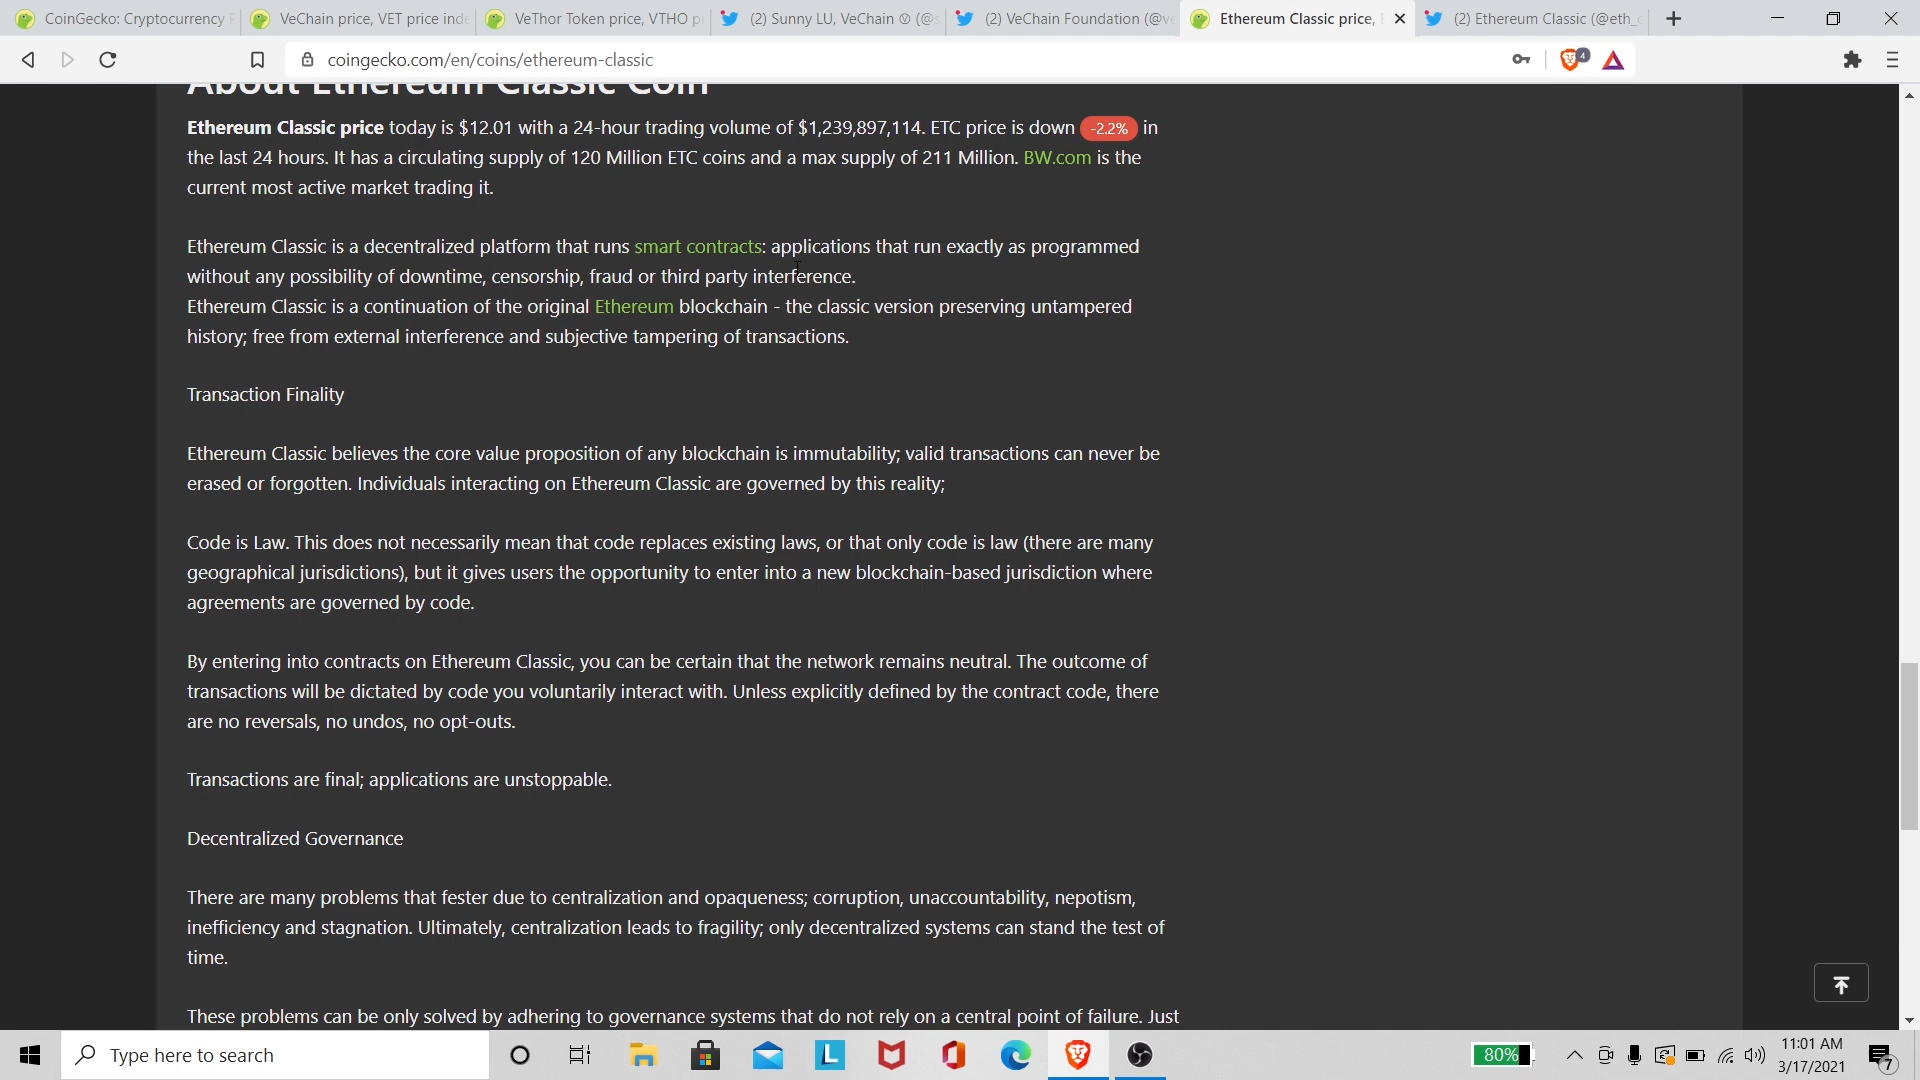 CoinGecko: Cryptocurrency
VeChain price, VET price inde
VeThor Token price, VTHO p
(2) Sunny LU, VeChain Ⓥ (@s
(2) VeChain Foundation (@ve
Ethereum Classic price,
(2) Ethereum Classic (@eth_c
coingecko.com/en/coins/ethereum-classic
4
About Ethereum Classic Coin
Ethereum Classic price today is $12.01 with a 24-hour trading volume of $1,239,897,114. ETC price is down -2.2% in
the last 24 hours. It has a circulating supply of 120 Million ETC coins and a max supply of 211 Million. BW.com is the
current most active market trading it.
Ethereum Classic is a decentralized platform that runs smart contracts: applications that run exactly as programmed
without any possibility of downtime, censorship, fraud or third party interference.
Ethereum Classic is a continuation of the original Ethereum blockchain - the classic version preserving untampered
history; free from external interference and subjective tampering of transactions.
Transaction Finality
Ethereum Classic believes the core value proposition of any blockchain is immutability; valid transactions can never be
erased or forgotten. Individuals interacting on Ethereum Classic are governed by this reality;
Code is Law. This does not necessarily mean that code replaces existing laws, or that only code is law (there are many
geographical jurisdictions), but it gives users the opportunity to enter into a new blockchain-based jurisdiction where
agreements are governed by code.
By entering into contracts on Ethereum Classic, you can be certain that the network remains neutral. The outcome of
transactions will be dictated by code you voluntarily interact with. Unless explicitly defined by the contract code, there
are no reversals, no undos, no opt-outs.
Transactions are final; applications are unstoppable.
Decentralized Governance
There are many problems that fester due to centralization and opaqueness; corruption, unaccountability, nepotism,
inefficiency and stagnation. Ultimately, centralization leads to fragility; only decentralized systems can stand the test of
time.
These problems can be only solved by adhering to governance systems that do not rely on a central point of failure. Just
Type here to search
L
80%
11:01 AM
3/17/2021
7